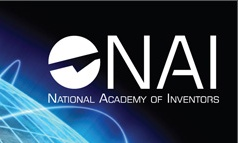 NAI
NATIONAL ACADEMY OF INVENTORS